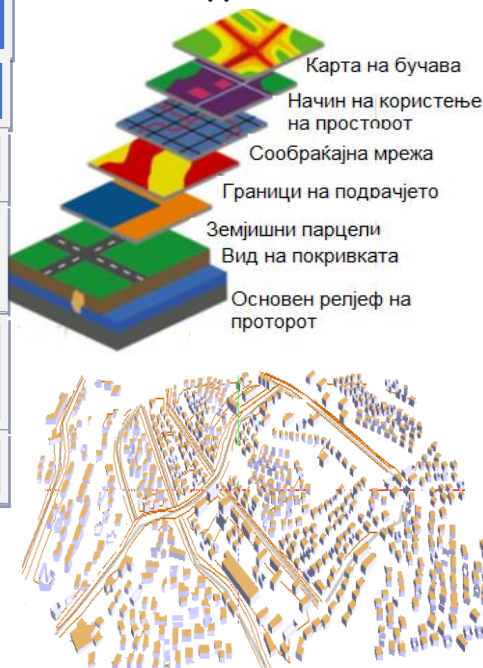 Карта на бучава
Начин на користење
на просторот
Сообраќајна мрежа
Граници на подрачјето
Земјишни парцели
Вид на покривката
Основен релјеф на
проторот